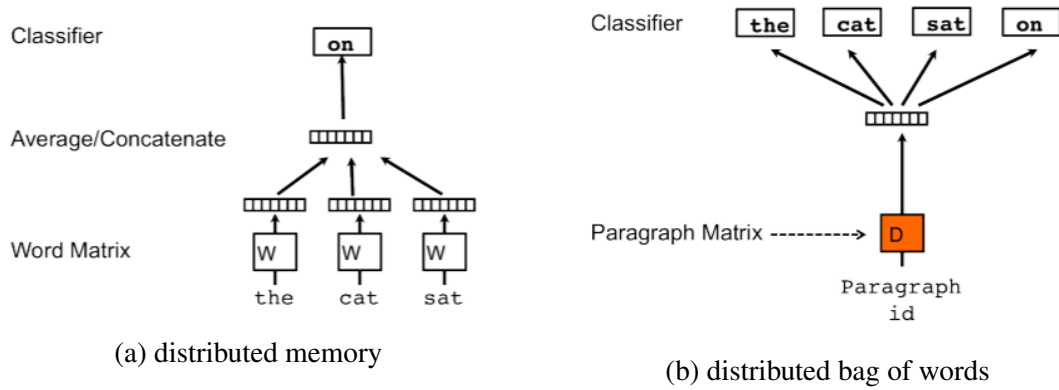 Classifier
on
Average/Concatenate
Word Matrix
W W W
the cat sat
(a) distributed memory
Classifier
the cat sat on
Paragraph Matrix
D
Paragraph
id
(b) distributed bag of words